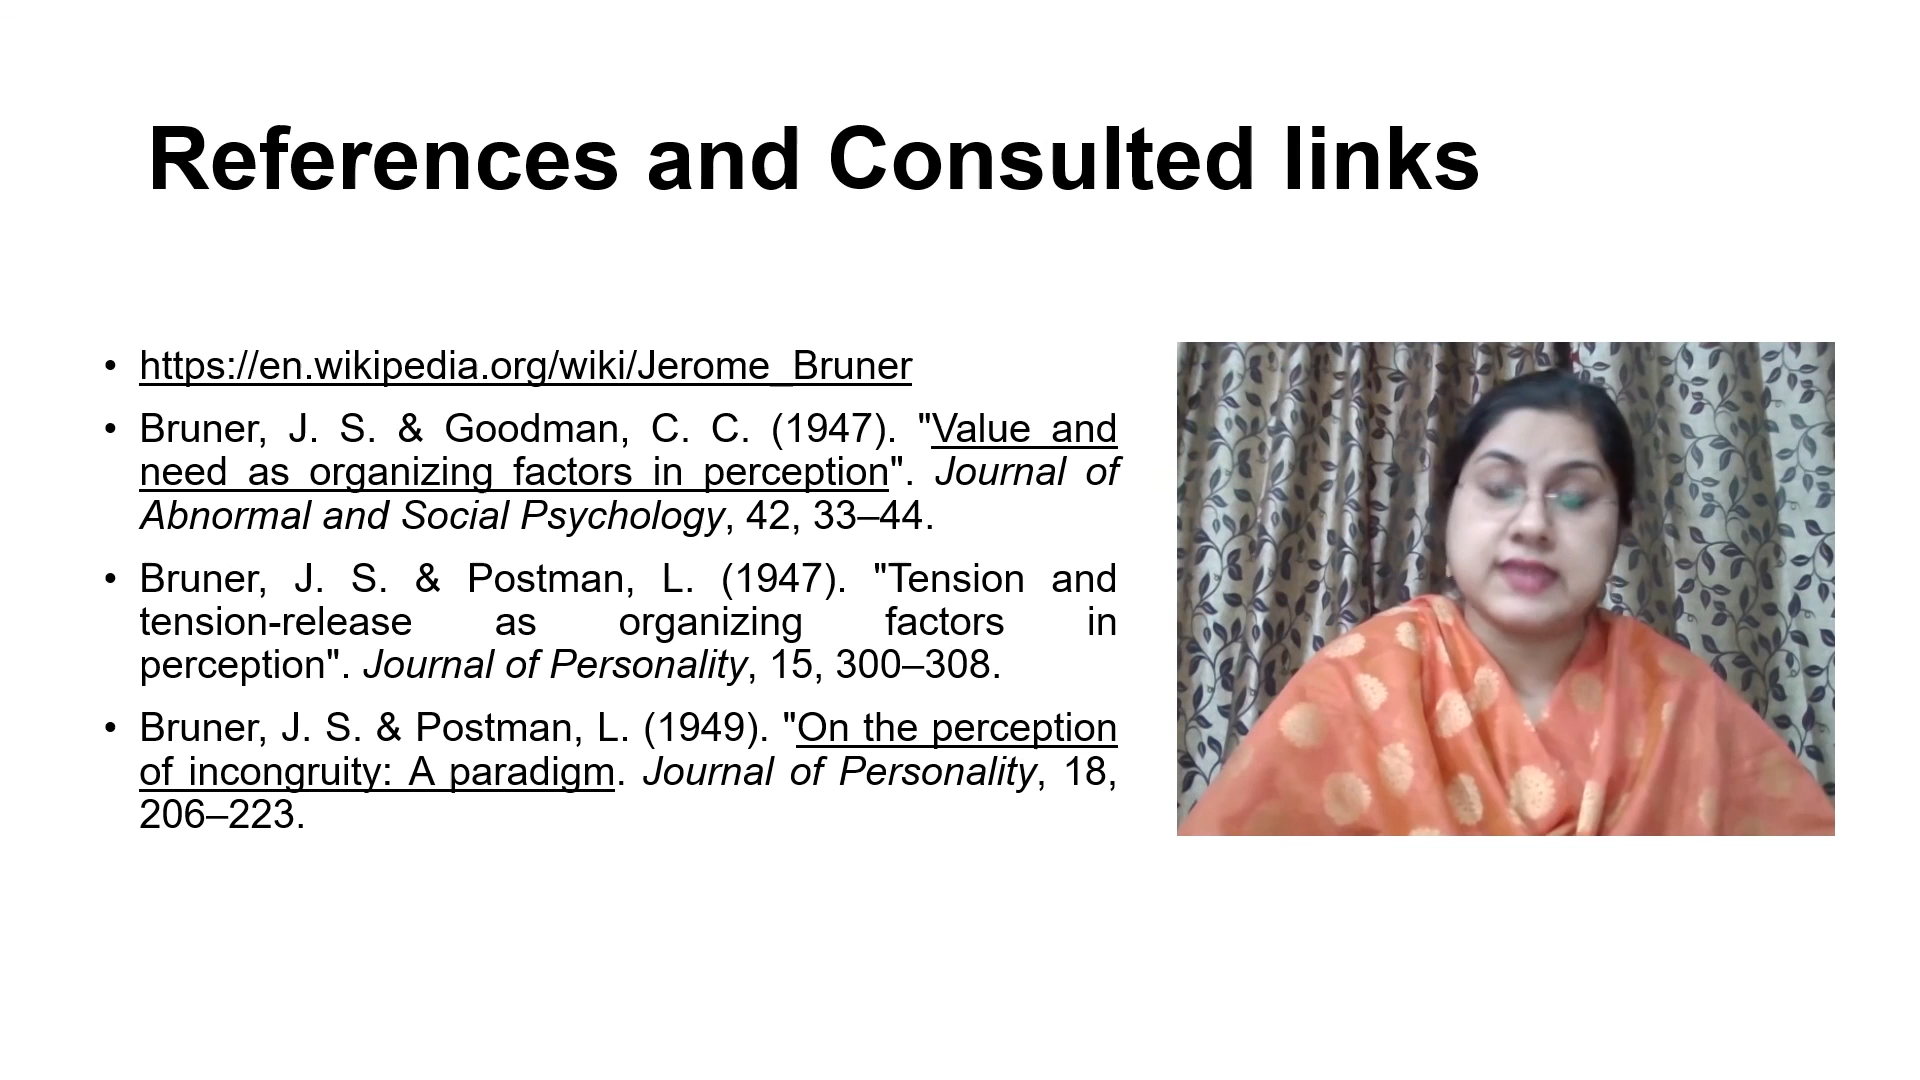 References and Consulted links
• https://en.wikipedia.org/wiki/Jerome_Bruner
• Bruner, J. S. & Goodman, C. C. (1947). "Value and
need as organizing factors in perception". Journal of
Abnormal and Social Psychology, 42, 33–44.
• Bruner, J. S. & Postman, L. (1947). "Tension and
tension-release as organizing factors in
perception". Journal of Personality, 15, 300–308.
• Bruner, J. S. & Postman, L. (1949). "On the perception
of incongruity: A paradigm. Journal of Personality, 18,
206–223.